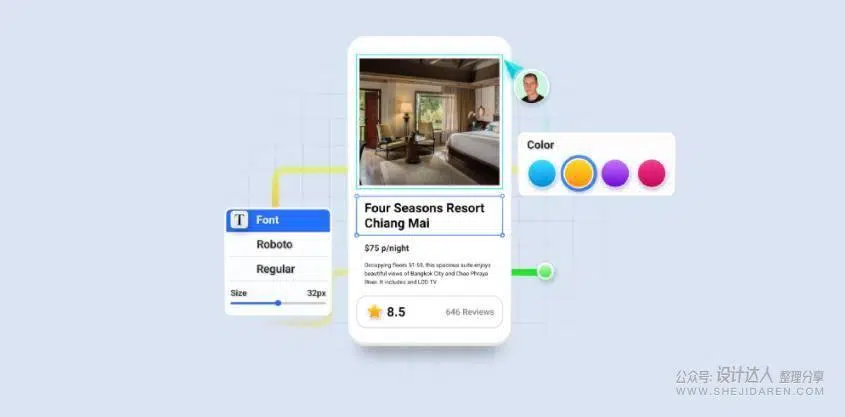 Color
Four Seasons Resort
Chiang Mai
T Font
Roboto
Regular
Size 32px
$75 p/night
Occupying floors 51-59, this spacious suite enjoys
beautiful views of Bangkok City and Chao Phraya
River. It includes and LCD TV
8.5 646 Reviews
公众号: 设计达人 整理分享
WWW.SHEJIDAREN.COM